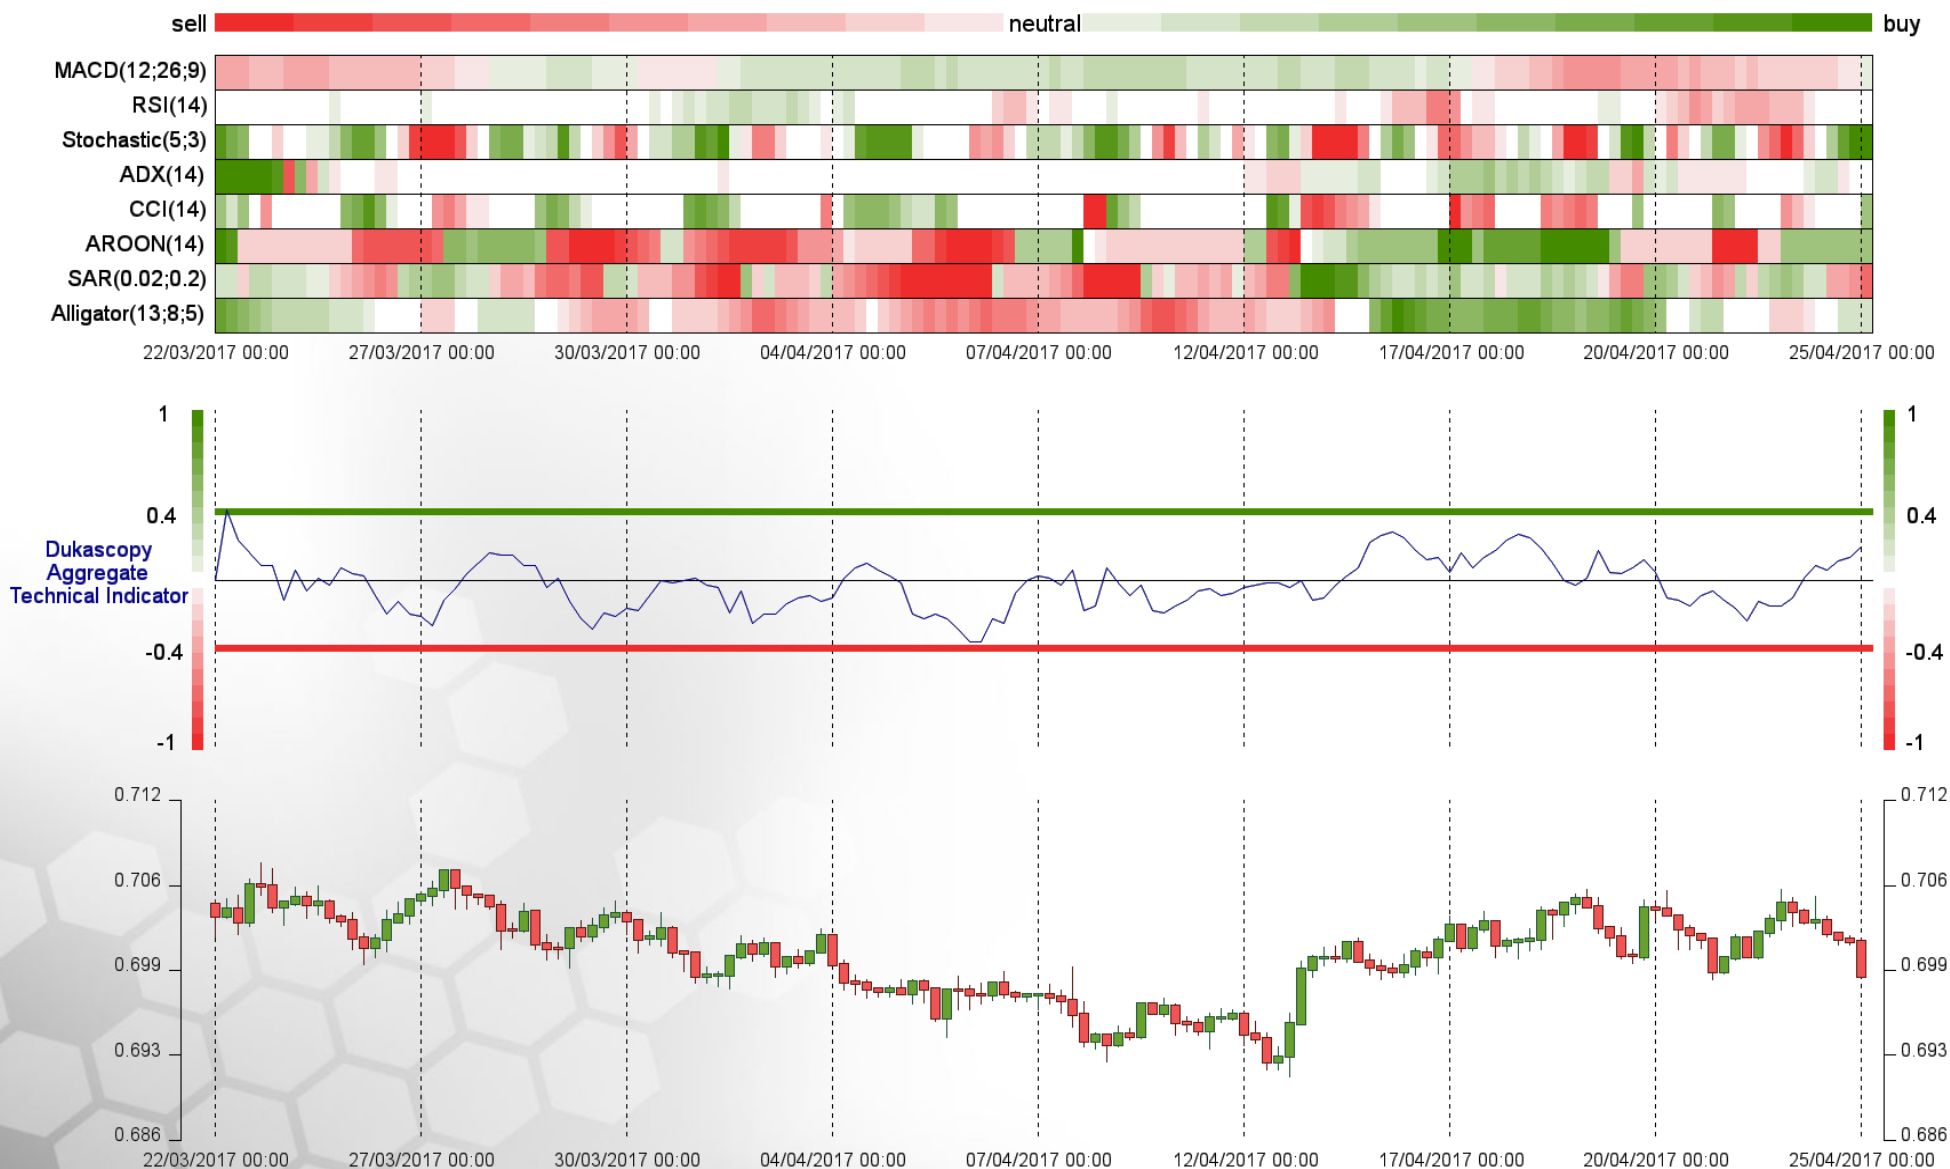 sell neutral buy
MACD(12;26;9)
RSI(14)
Stochastic(5;3)
ADX(14)
CCI(14)
AROON(14)
SAR(0.02;0.2)
Alligator(13;8;5)
22/03/2017 00:00 27/03/2017 00:00 30/03/2017 00:00 04/04/2017 00:00 07/04/2017 00:00 12/04/2017 00:00 17/04/2017 00:00 20/04/2017 00:00 25/04/2017 00:00
1 1
0.4 0.4
Dukascopy
Aggregate
Technical Indicator
-0.4 -0.4
-1 -1
0.712 0.712
0.706 0.706
0.699 0.699
0.693 0.693
0.686 0.686
22/03/2017 00:00 27/03/2017 00:00 30/03/2017 00:00 04/04/2017 00:00 07/04/2017 00:00 12/04/2017 00:00 17/04/2017 00:00 20/04/2017 00:00 25/04/2017 00:00